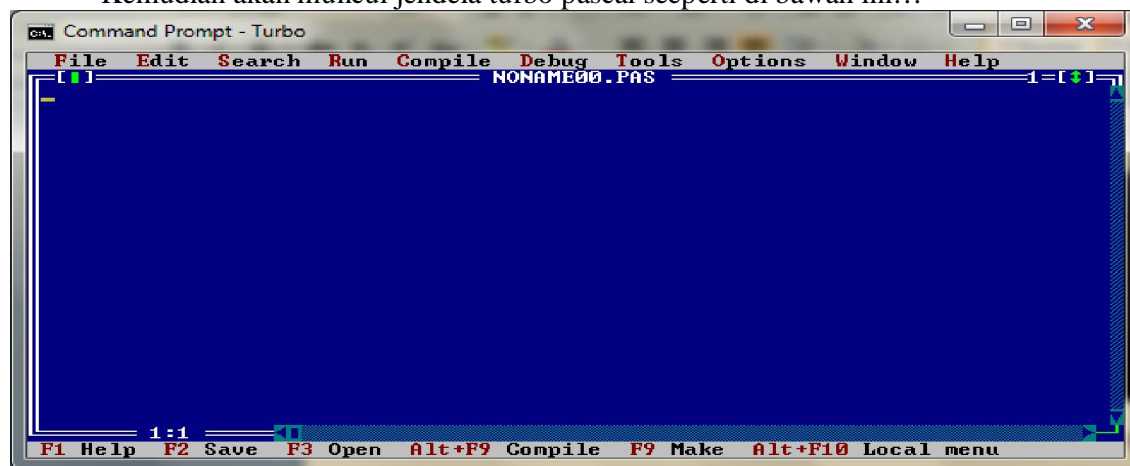 Kemudian akan muncul jendela turbo pascal seeperti di bawah ini…
Command Prompt - Turbo
File Edit Search Run Compile Debug Tools Options Window Help
NONAME00.PAS 1
1:1
F1 Help F2 Save F3 Open Alt+F9 Compile F9 Make Alt+F10 Local menu